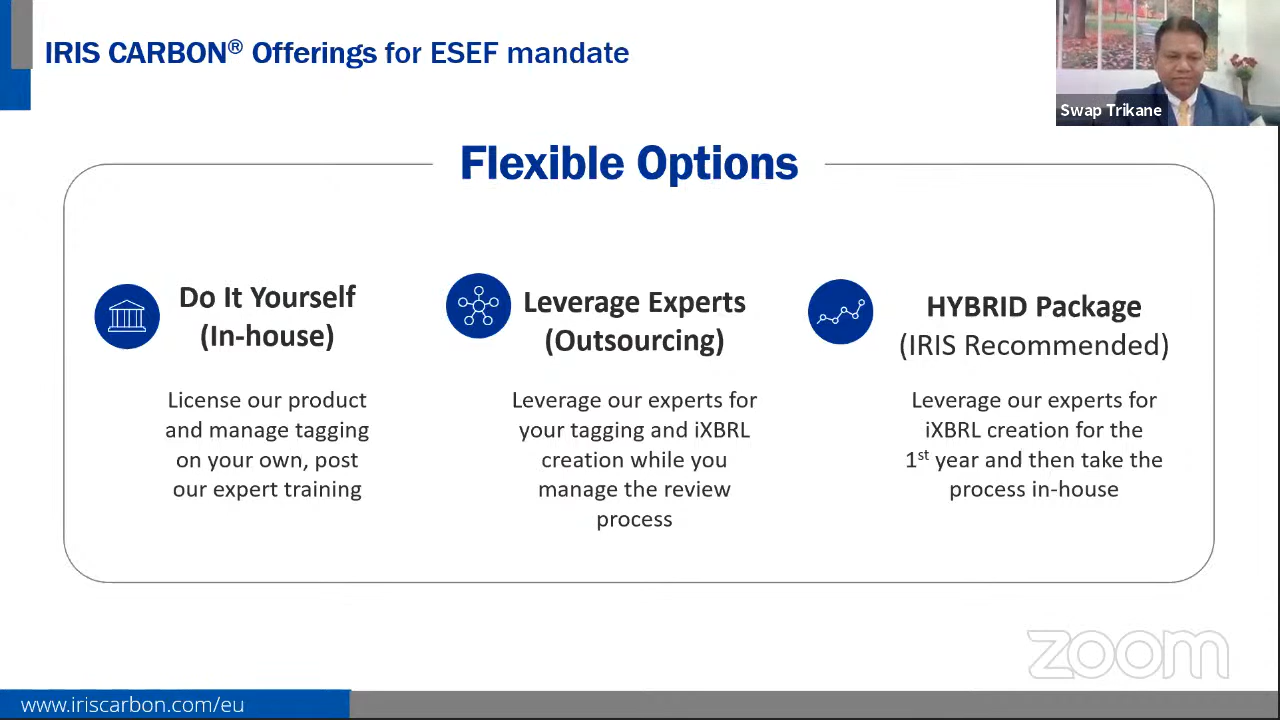 IRIS CARBON® Offerings for ESEF mandate
Swap Trikane
Flexible Options
Do It Yourself
(In-house)
License our product
and manage tagging
on your own, post
our expert training
Leverage Experts
(Outsourcing)
Leverage our experts for
your tagging and iXBRL
creation while you
manage the review
process
HYBRID Package
(IRIS Recommended)
Leverage our experts for
iXBRL creation for the
1st year and then take the
process in-house
zoom
www.iriscarbon.com/eu